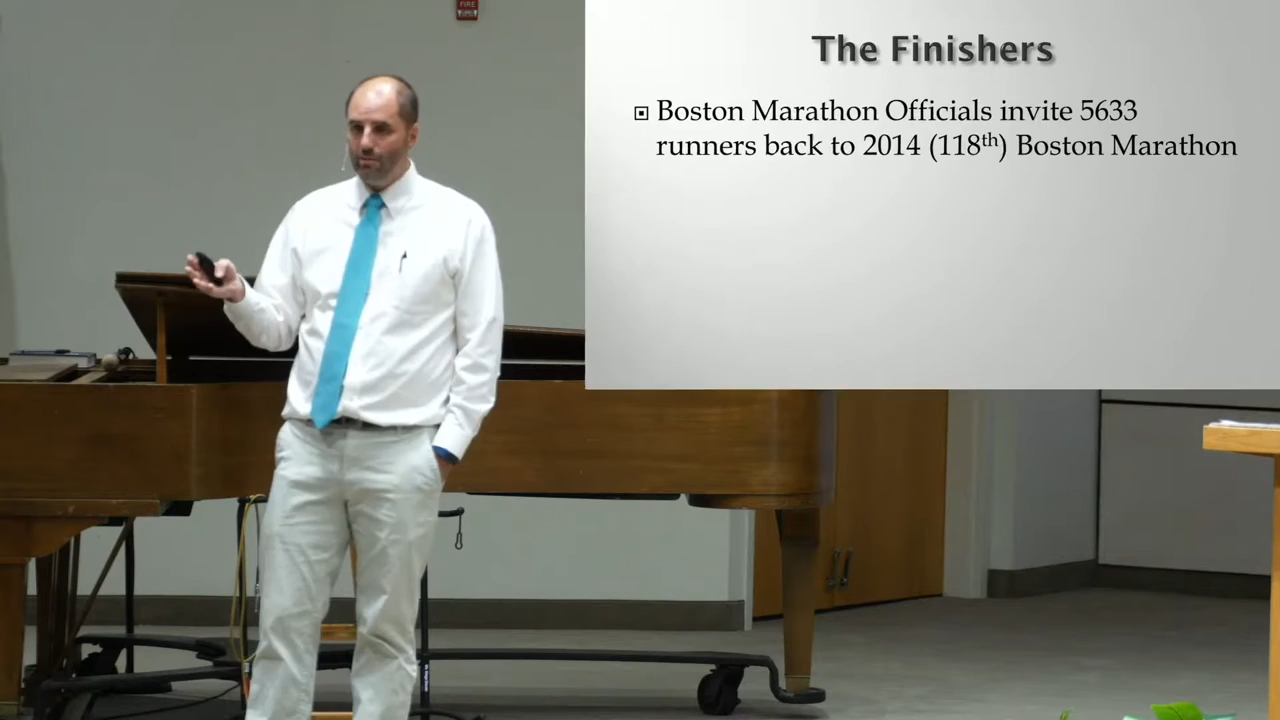 FIRE
The Finishers
Boston Marathon Officials invite 5633
runners back to 2014 (118th) Boston Marathon